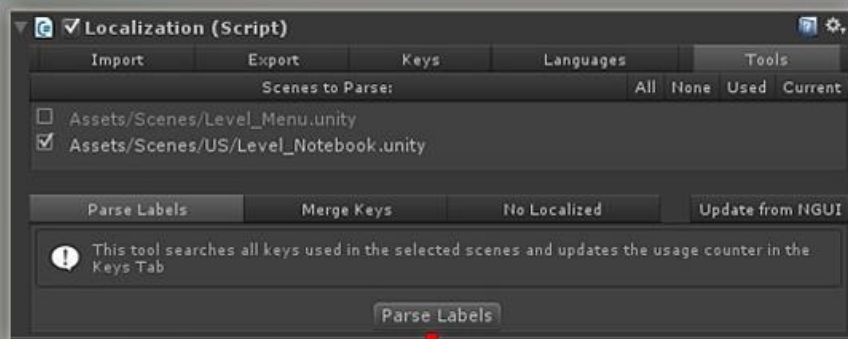 Localization (Script)
Import Export Keys Languages Tools
Scenes to Parse: All None Used Current
Assets/Scenes/Level_Menu.unity
Assets/Scenes/US/Level_Notebook.unity
Parse Labels Merge Keys No Localized Update from NGUI
This tool searches all keys used in the selected scenes and updates the usage counter in the
Keys Tab
Parse Labels